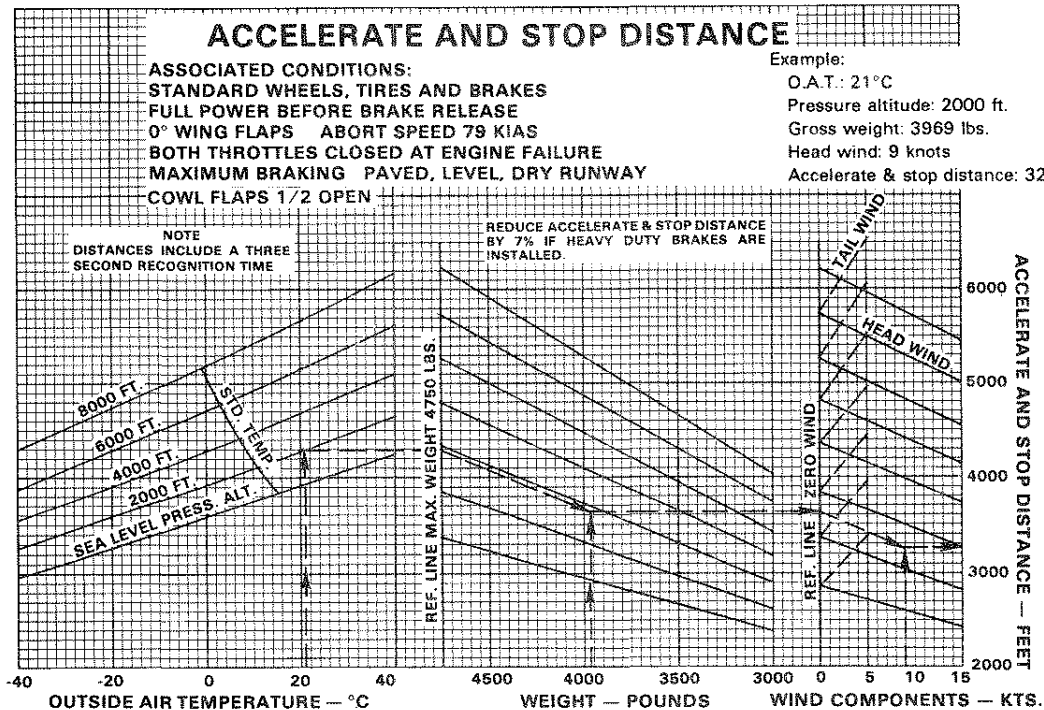 ACCELERATE AND STOP DISTANCE
ASSOCIATED CONDITIONS:
STANDARD WHEELS, TIRES AND BRAKES
FULL POWER BEFORE BRAKE RELEASE
0° WING FLAPS ABORT SPEED 79 KIAS
BOTH THROTTLES CLOSED AT ENGINE FAILURE
MAXIMUM BRAKING PAVED, LEVEL, DRY RUNWAY
COWL FLAPS 1/2 OPEN
Example:
O.A.T.: 21°C
Pressure altitude: 2000 ft.
Gross weight: 3969 lbs.
Head wind: 9 knots
Accelerate & stop distance: 32
NOTE
DISTANCES INCLUDE A THREE
SECOND RECOGNITION TIME
REDUCE ACCELERATE & STOP DISTANCE
BY 7% IF HEAVY DUTY BRAKES ARE
INSTALLED.
8000 FT.
6000 FT.
4000 FT.
2000 FT.
SEA LEVEL PRESS. ALT.
STD. TEMP.
REF. LINE MAX. WEIGHT 4750 LBS.
REF. LINE ZERO WIND
TAIL WIND
HEAD WIND.
6000
5000
4000
3000
2000
ACCELERATE AND STOP DISTANCE — FEET
-40 -20 0 20 40 4500 4000 3500 3000 0 5 10 15
OUTSIDE AIR TEMPERATURE — °C WEIGHT — POUNDS WIND COMPONENTS — KTS.